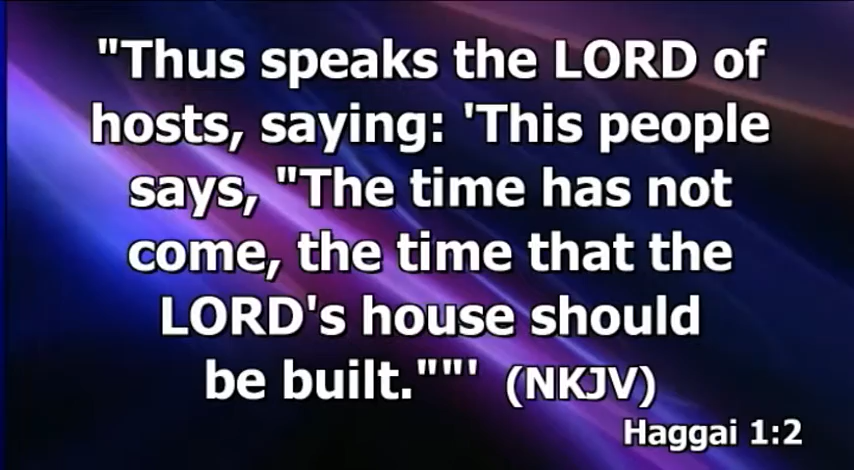 "Thus speaks the LORD of
hosts, saying: 'This people
says, "The time has not
come, the time that the
LORD's house should
be built.""' (NKJV)
Haggai 1:2